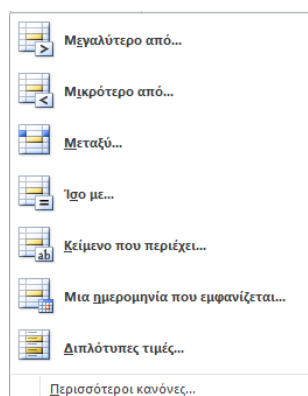 Μεγαλύτερο από...
Μικρότερο από...
Μεταξύ...
Ίσο με...
Κείμενο που περιέχει...
Μια ημερομηνία που εμφανίζεται...
Διπλότυπες τιμές...
Περισσότεροι κανόνες...